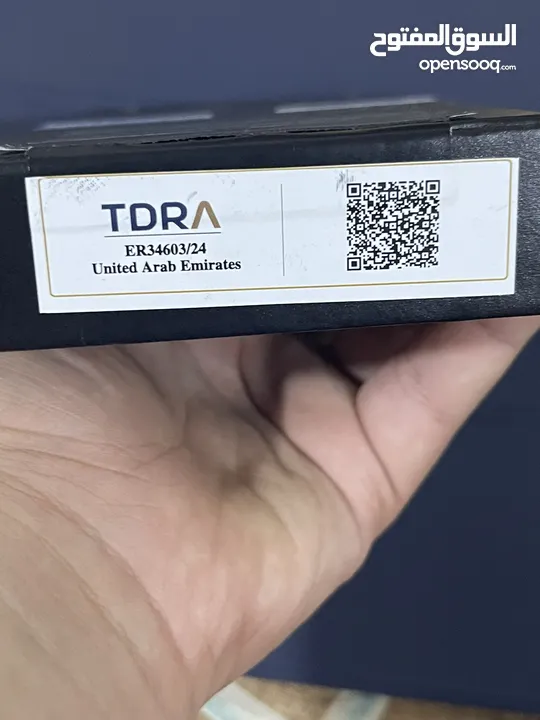 السوق المفتوح
opensooq.com
TDRA
ER34603/24
United Arab Emirates